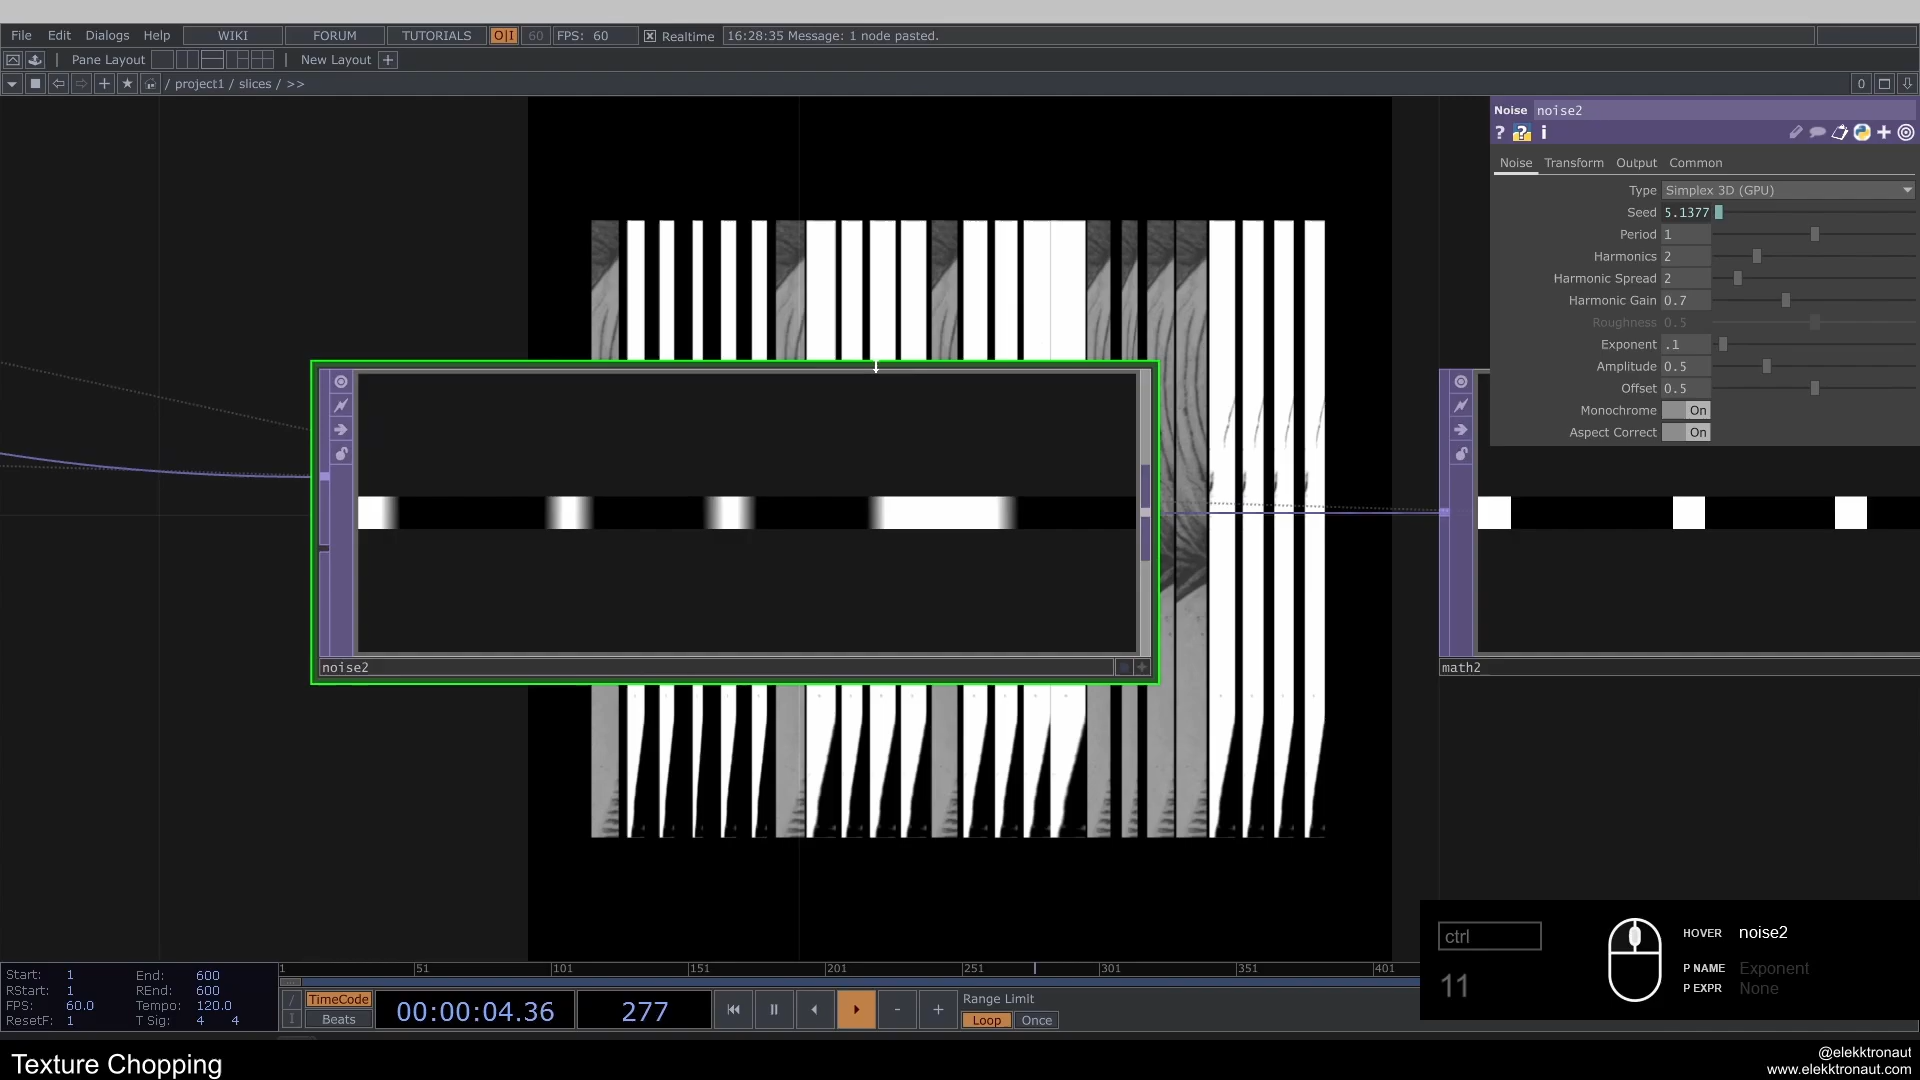 File Edit Dialogs Help WIKI FORUM TUTORIALS O|I 60 FPS: 60 Realtime 16:28:35 Message: 1 node pasted.
Pane Layout New Layout +
/ project1 / slices / >> 0
Noise noise2
? ? i
Noise Transform Output Common
Type Simplex 3D (GPU)
Seed 5.1377
Period 1
Harmonics 2
Harmonic Spread 2
Harmonic Gain 0.7
Roughness 0.5
Exponent .1
Amplitude 0.5
Offset 0.5
Monochrome On
Aspect Correct On
noise2
math2
ctrl
11
HOVER noise2
P NAME Exponent
P EXPR None
1 51 101 151 201 251 301 351 401
Start: 1 End: 600
RStart: 1 REnd: 600
FPS: 60.0 Tempo: 120.0
ResetF: 1 T Sig: 4 4
TimeCode
Beats
00:00:04.36
277
- +
Range Limit
Loop Once
Texture Chopping
@elekktronaut
www.elekktronaut.com